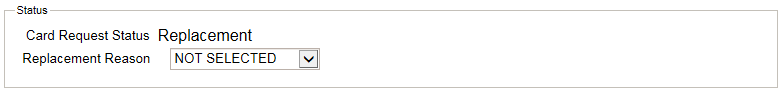 Status
Card Request Status Replacement
Replacement Reason NOT SELECTED